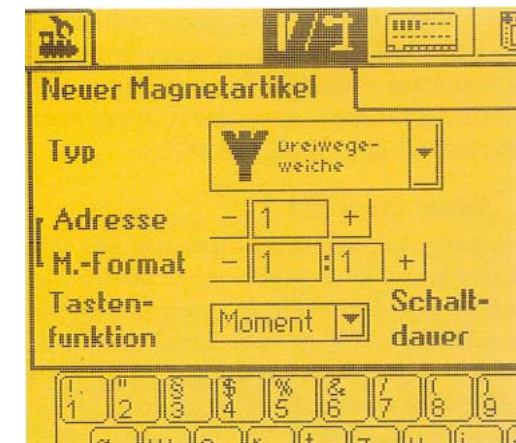 Neuer Magnetartikel
Typ
Dreiwege-
weiche
Adresse - 1 +
M.-Format - 1 : 1 +
Tasten-
funktion
Moment
Schalt-
dauer
! " § $ % & / ( )
1 2 3 4 5 6 7 8 9
q w e r t z u i